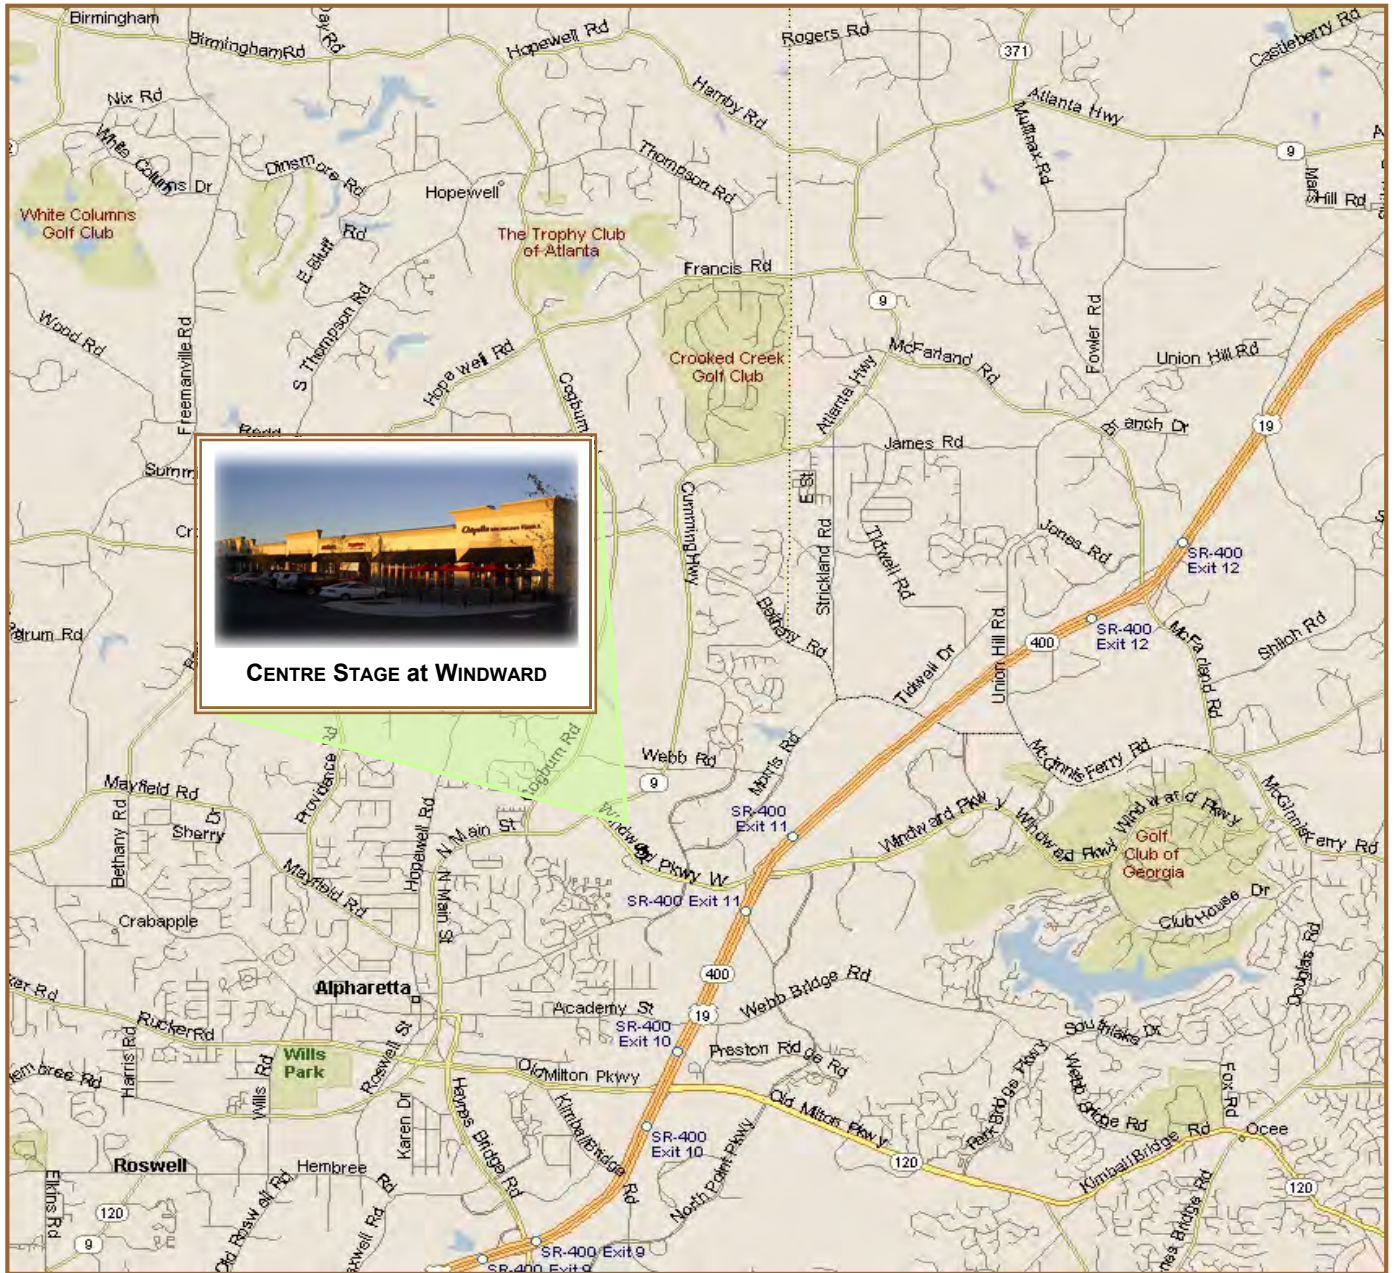 Birmingham
Birmingham Rd
Hopewell Rd
Rogers Rd
371
Castleberry Rd
Nix Rd
Hamby Rd
Atlanta Hwy
Mullinax Rd
9
White Columns Dr
Dinsmore Rd
Thompson Rd
Hopewell
Mars Hill Rd
White Columns
Golf Club
E Bluff Rd
The Trophy Club
of Atlanta
Francis Rd
9
Wood Rd
Freemanville Rd
S Thompson Rd
Hopewell Rd
Crooked Creek
Golf Club
McFarland Rd
Fowler Rd
Union Hill Rd
Atlanta Hwy
Cogburn
Branch Dr
19
James Rd
Summi
E St
Cumming Hwy
Strickland Rd
Tidwell Rd
Jones Rd
SR-400
Exit 12
Bethany Rd
SR-400
Exit 12
drum Rd
400
Union Hill Rd
McFarland Rd
Shiloh Rd
CENTRE STAGE at WINDWARD
Tidwell Dr
Providence
Cogburn Rd
Webb Rd
Morris Rd
McGinnis Ferry Rd
9
Mayfield Rd
Sherry Dr
Bethany Rd
Hopewell Rd
N Main St
Windward Pkwy W
SR-400
Exit 11
Windward Pkwy
Windward Pkwy
Windward Pkwy
McGinnis Ferry Rd
Golf
Club of
Georgia
Mayfield Rd
N Main St
SR-400 Exit 11
Club House Dr
Crabapple
Douglas Rd
400
Webb Bridge Rd
Alpharetta
Academy St
19
Rucker Rd
SR-400
Exit 10
Southlake Dr
Harris Rd
Wills
Park
Roswell St
Preston Ridge Rd
Park Bridge Pkwy
Webb Bridge Rd
Fox Rd
Wills Rd
Old Milton Pkwy
Old Milton Pkwy
Haynes Bridge Rd
Kimball Bridge Rd
Karen Dr
SR-400
Exit 10
North Point Pkwy
120
Kimball Bridge Rd
Ocee
Roswell
Hembree Rd
Elkins Rd
Old Roswell Rd
120
120
9
SR-400 Exit 9
SR-400 Exit 9